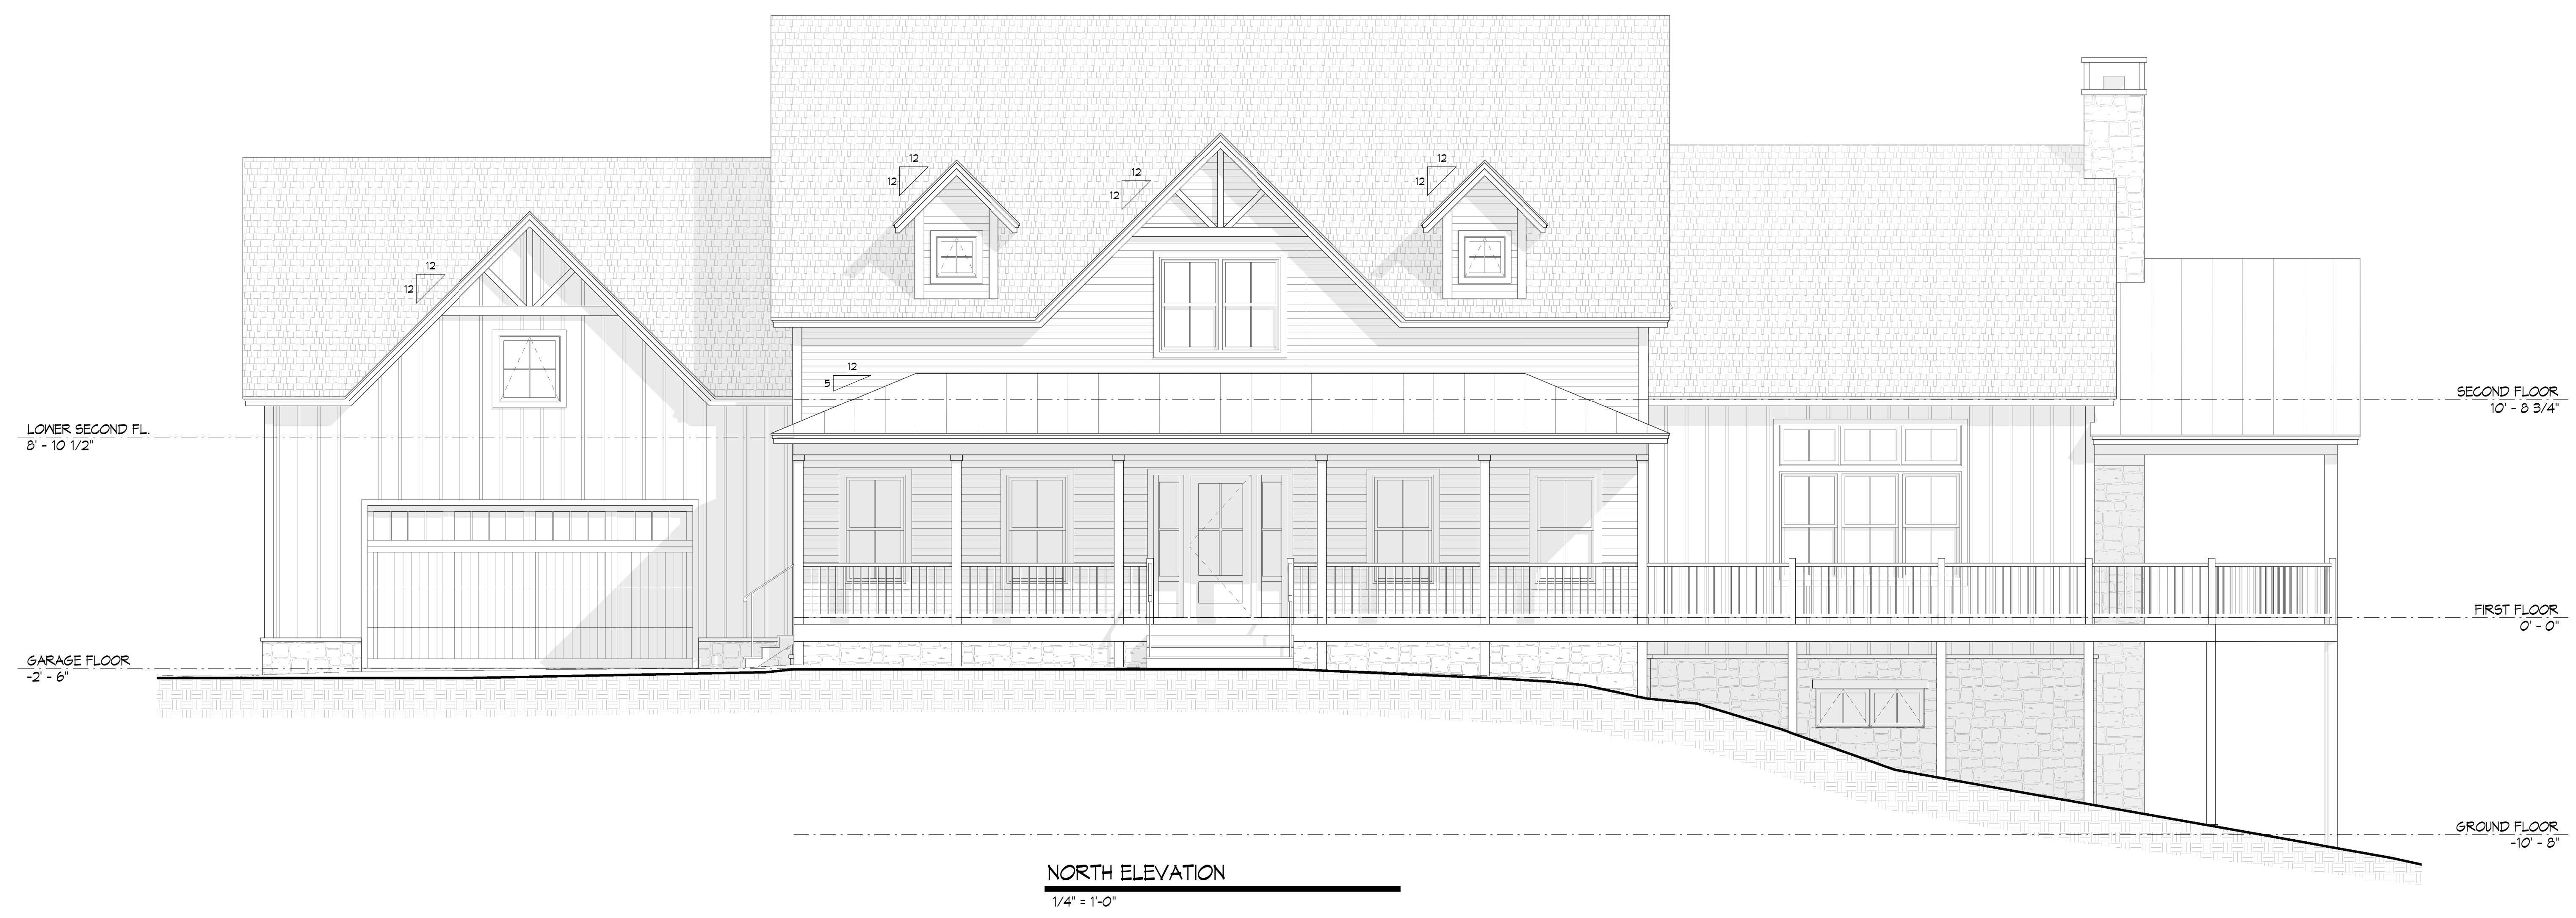 12
12
12
12
12
12
12
12
12
5
SECOND FLOOR
10' - 8 3/4"
LOWER SECOND FL.
8' - 10 1/2"
FIRST FLOOR
0' - 0"
GARAGE FLOOR
-2' - 6"
GROUND FLOOR
-10' - 8"
NORTH ELEVATION
1/4" = 1'-0"